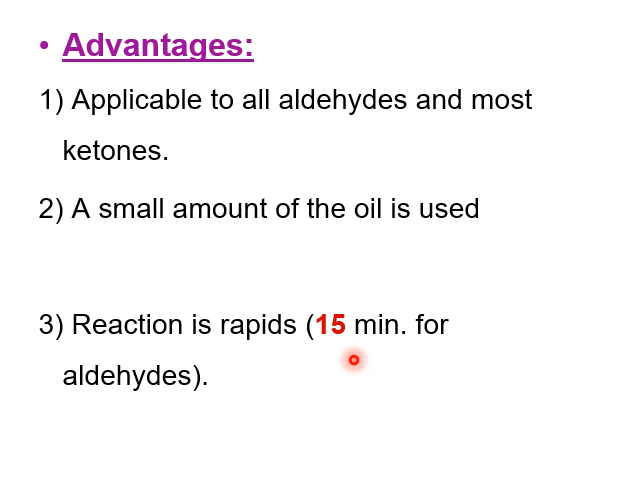 • Advantages:
1) Applicable to all aldehydes and most
ketones.
2) A small amount of the oil is used
3) Reaction is rapids (15 min. for
aldehydes).